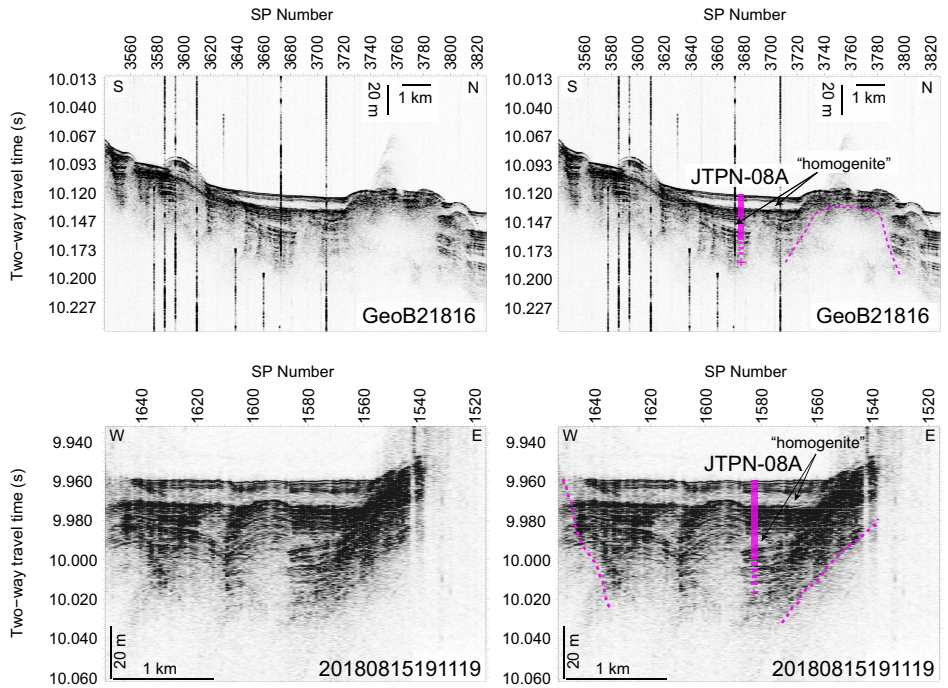 SP Number
3560 3580 3600 3620 3640 3660 3680 3700 3720 3740 3760 3780 3800 3820
Two−way travel time (s)
10.013
10.040
10.067
10.093
10.120
10.147
10.173
10.200
10.227
S
N
20 m
1 km
GeoB21816
SP Number
3560 3580 3600 3620 3640 3660 3680 3700 3720 3740 3760 3780 3800 3820
10.013
10.040
10.067
10.093
10.120
10.147
10.173
10.200
10.227
S
N
20 m
1 km
"homogenite"
JTPN-08A
GeoB21816
SP Number
1640 1620 1600 1580 1560 1540 1520
Two−way travel time (s)
9.940
9.960
9.980
10.000
10.020
10.040
10.060
W
E
20 m
1 km
20180815191119
SP Number
1640 1620 1600 1580 1560 1540 1520
9.940
9.960
9.980
10.000
10.020
10.040
10.060
W
E
"homogenite"
JTPN-08A
20 m
1 km
20180815191119